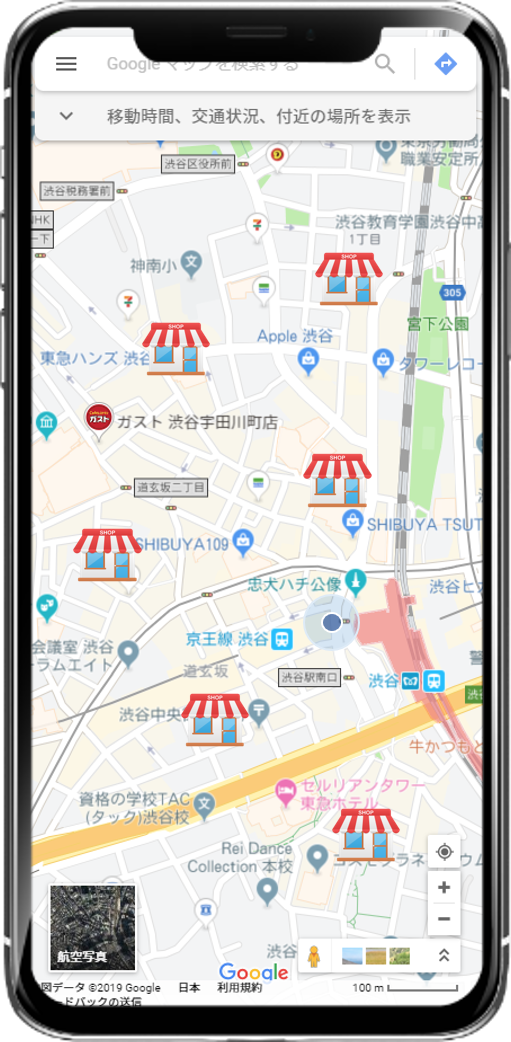 Google マップを検索する
移動時間、交通状況、付近の場所を表示
東京労働局
職業安定所
渋谷区役所前
渋谷税務署前
NHK
一下
渋谷教育学園渋谷中高
1丁目
神南小
SHOP
305
宮下公園
SHOP
Apple 渋谷
東急ハンズ 渋谷
タワーレコー
ガスト
ガスト 渋谷宇田川町店
SHOP
道玄坂二丁目
SHIBUYA TSUT
SHOP
SHIBUYA109
忠犬ハチ公像
渋谷ヒカ
京王線 渋谷
会議室 渋谷
ーラムエイト
道玄坂
渋谷駅南口
渋谷
渋谷
SHOP
渋谷中央
牛かつもと
セルリアンタワー
東急ホテル
資格の学校TAC
(タック)渋谷校
SHOP
Rei Dance
Collection 本校
コスモプラネ
ウム
航空写真
渋谷
Google
図データ ©2019 Google 日本 利用規約 100 m
ードバックの送信